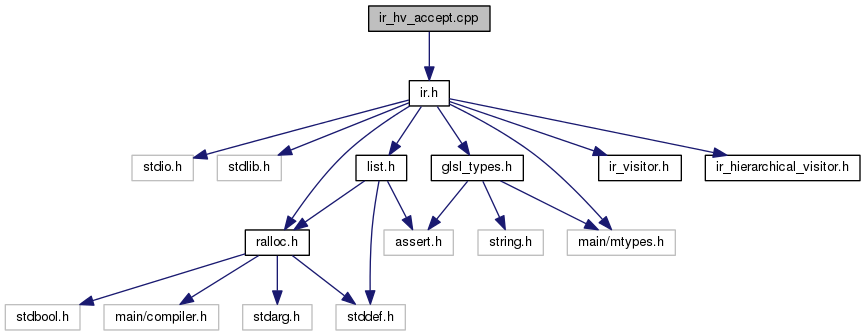 ir_hv_accept.cpp
ir.h
stdio.h
stdlib.h
list.h
glsl_types.h
ir_visitor.h
ir_hierarchical_visitor.h
ralloc.h
assert.h
string.h
main/mtypes.h
stdbool.h
main/compiler.h
stdarg.h
stddef.h